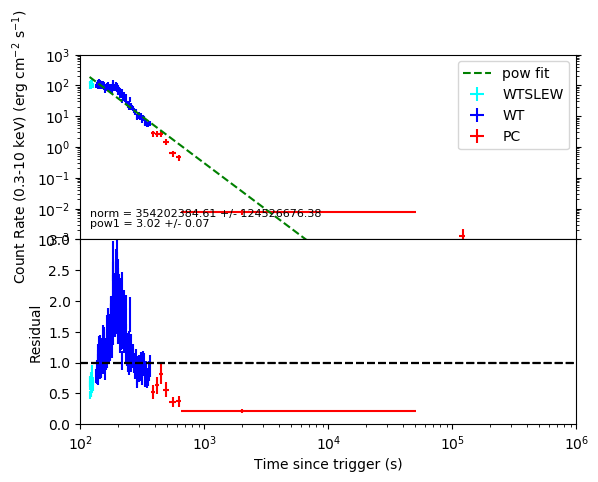 Count Rate (0.3-10 keV) (erg cm⁻² s⁻¹)
10³
10²
10¹
10⁰
10⁻¹
10⁻²
10⁻³
pow fit
WTSLEW
WT
PC
norm = 354202384.61 +/- 124526676.38
pow1 = 3.02 +/- 0.07
Residual
3.0
2.5
2.0
1.5
1.0
0.5
0.0
10² 10³ 10⁴ 10⁵ 10⁶
Time since trigger (s)